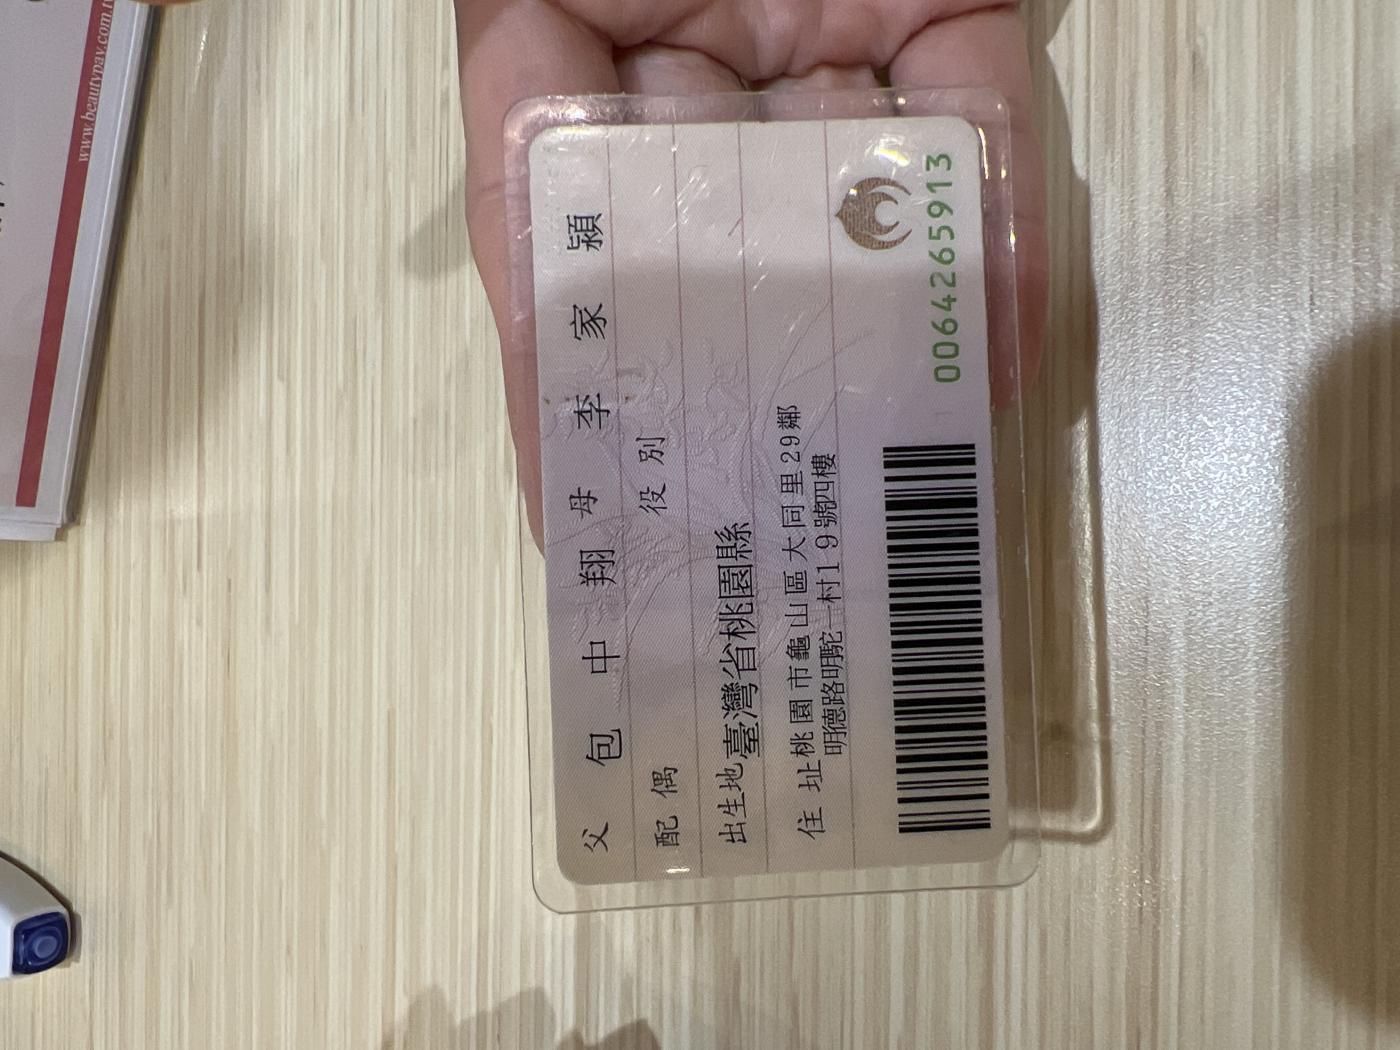 父 包中翔 母 李家潁
配偶 役別
出生地 臺灣省桃園縣
住址 桃園市龜山區大同里29鄰
明德路明駝一村19號四樓
0064265913
www.beautypay.com.t